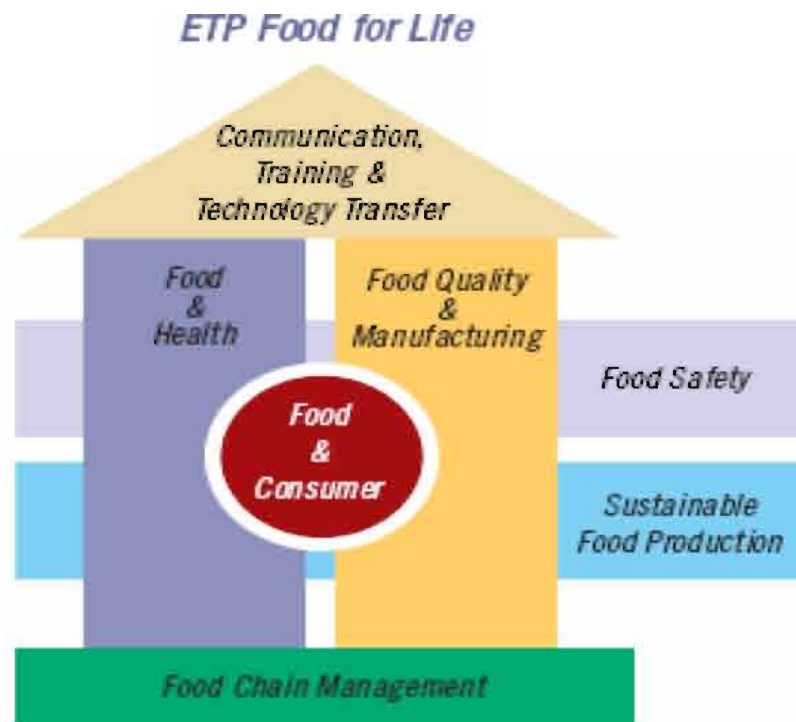 ETP Food for Life
Communication,
Training &
Technology Transfer
Food
&
Health
Food Quality
&
Manufacturing
Food Safety
Food
&
Consumer
Sustainable
Food Production
Food Chain Management